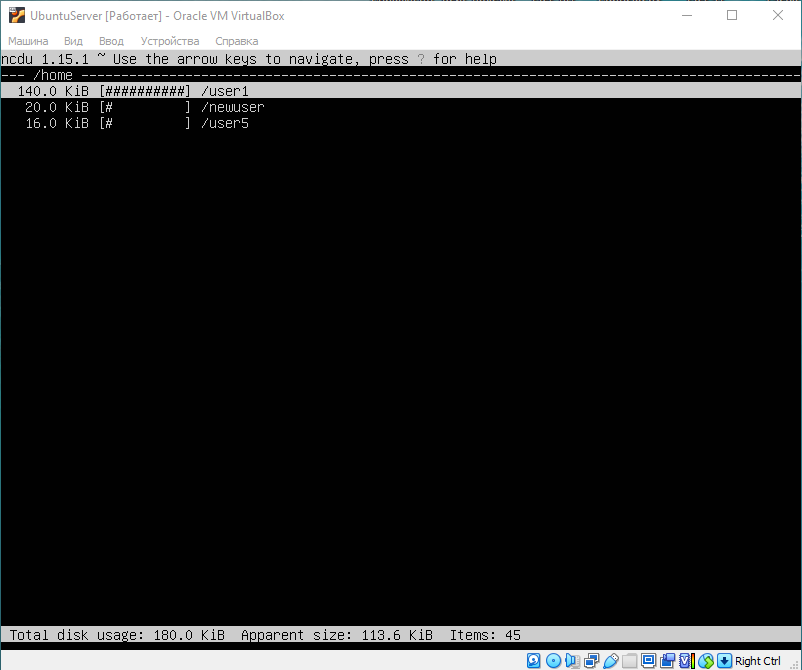 UbuntuServer [Работает] - Oracle VM VirtualBox
Машина Вид Ввод Устройства Справка
ncdu 1.15.1 ~ Use the arrow keys to navigate, press ? for help
--- /home ---------------------------------------------------------------------------------------
140.0 KiB [##########] /user1
20.0 KiB [#         ] /newuser
16.0 KiB [#         ] /user5
Total disk usage: 180.0 KiB  Apparent size: 113.6 KiB  Items: 45
Right Ctrl